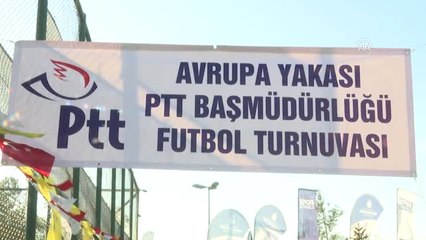 AVRUPA YAKASI
PTT BAŞMÜDÜRLÜĞÜ
FUTBOL TURNUVASI
Ptt